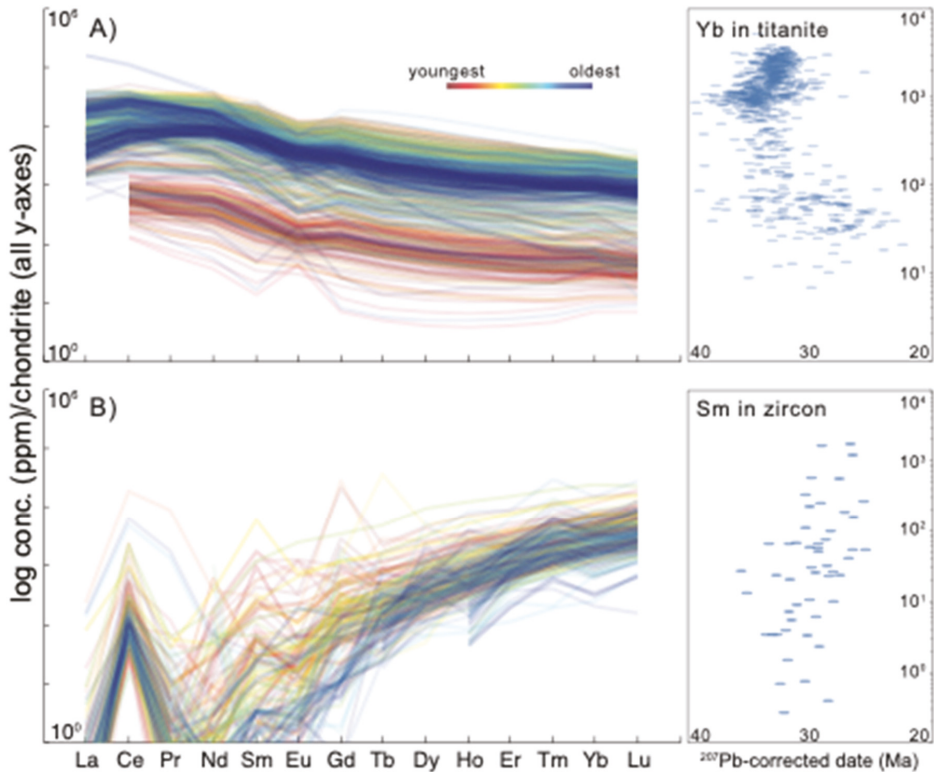 10⁶
A)
youngest oldest
10⁰
Yb in titanite
10⁴
10³
10²
10¹
40 30 20
log conc. (ppm)/chondrite (all y-axes)
10⁶
B)
10⁰
La Ce Pr Nd Sm Eu Gd Tb Dy Ho Er Tm Yb Lu
Sm in zircon
10⁴
10³
10²
10¹
10⁰
40 30 20
²⁰⁷Pb-corrected date (Ma)